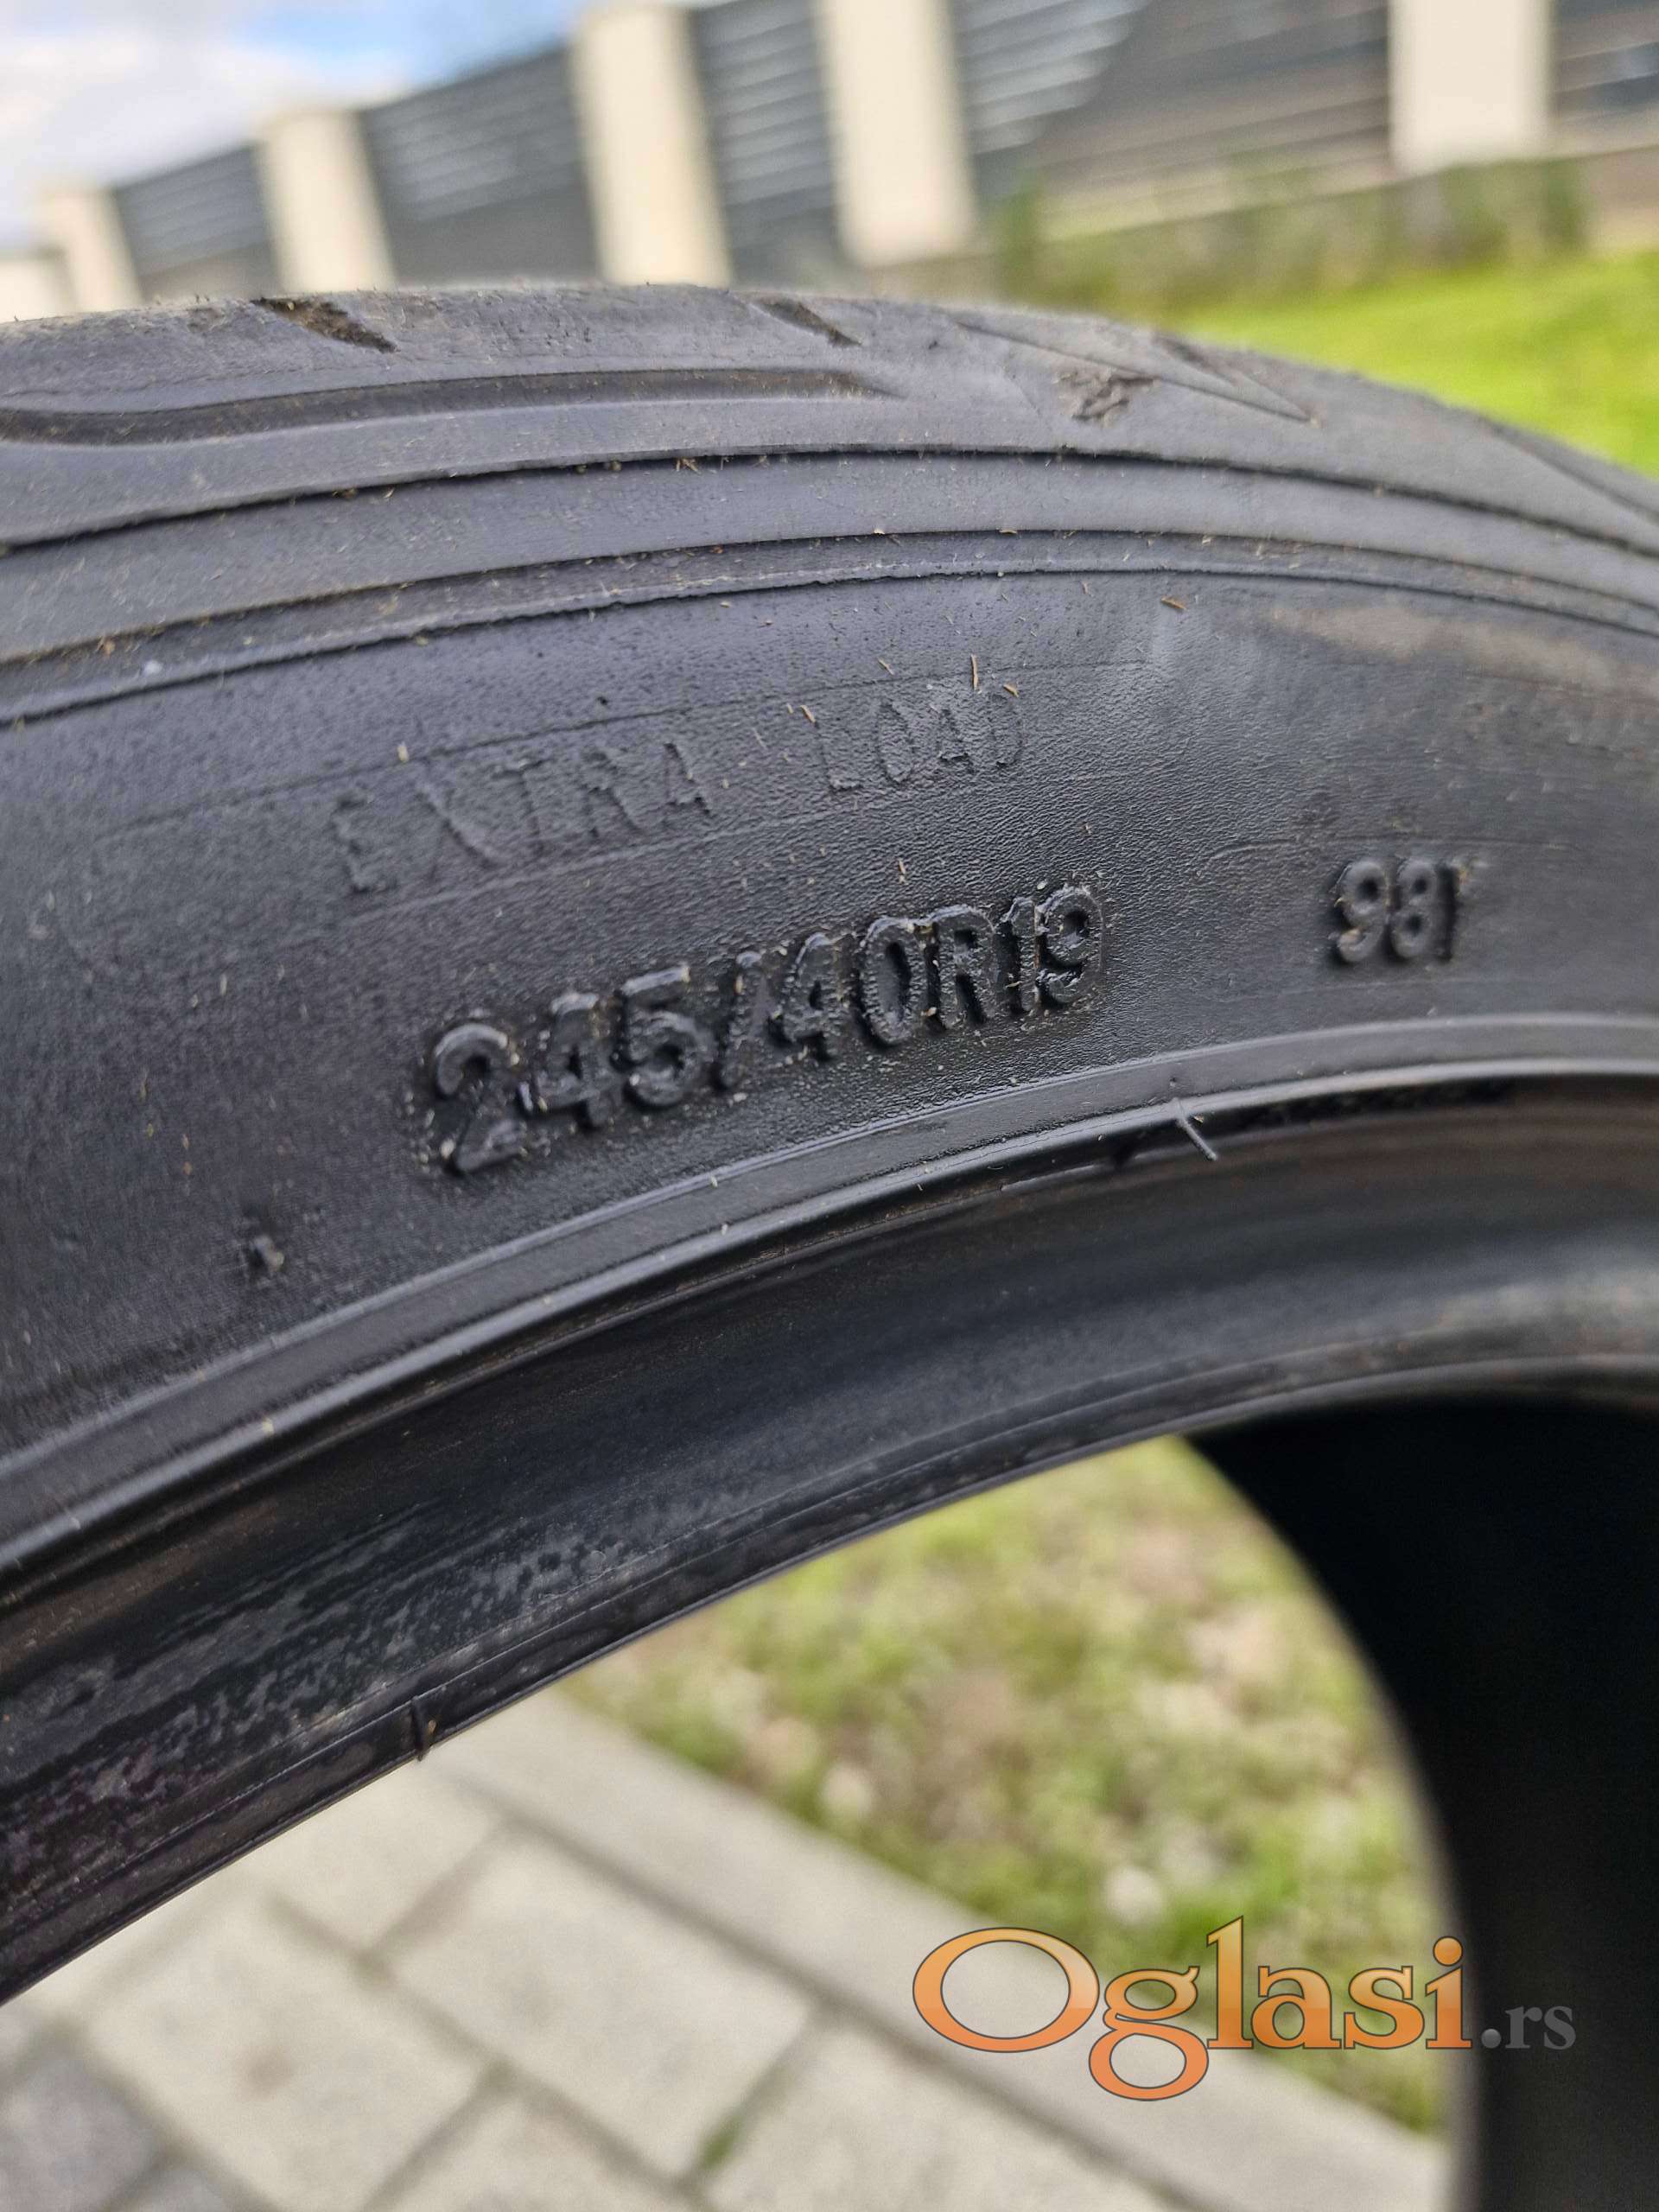 EXTRA LOAD
245/40R19 98Y
Oglasi.rs